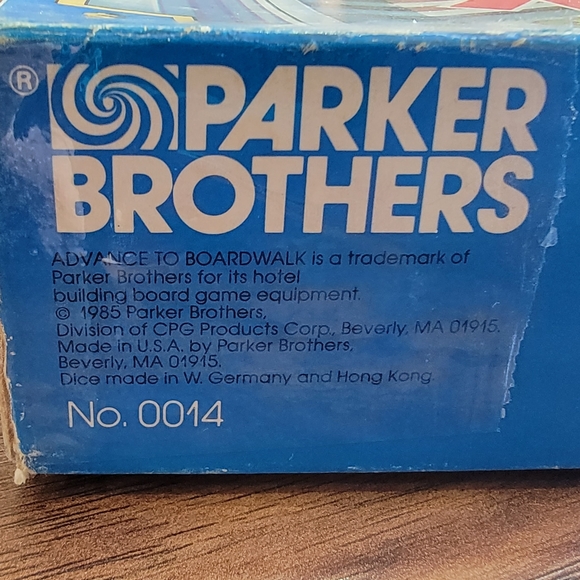 ® PARKER
BROTHERS
ADVANCE TO BOARDWALK is a trademark of
Parker Brothers for its hotel
building board game equipment.
© 1985 Parker Brothers,
Division of CPG Products Corp., Beverly, MA 01915.
Made in U.S.A. by Parker Brothers,
Beverly, MA 01915.
Dice made in W. Germany and Hong Kong.
No. 0014